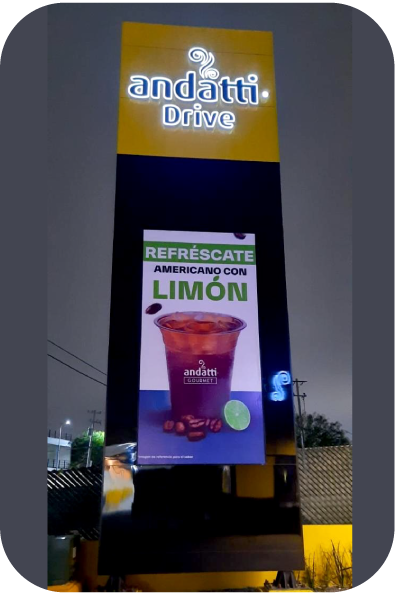 andatti
Drive
REFRÉSCATE
AMERICANO CON
LIMÓN
andatti
GOURMET